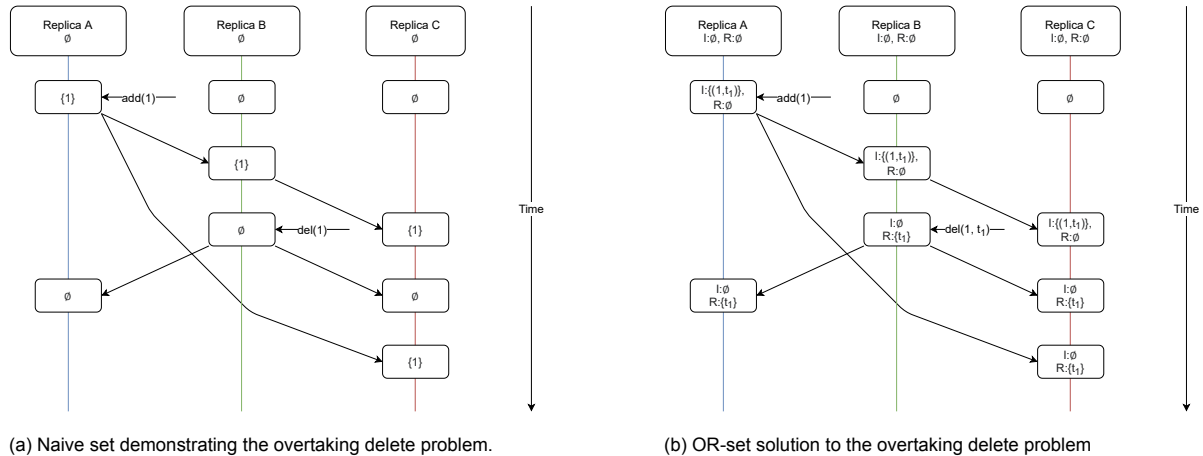 Replica A
∅
Replica B
∅
Replica C
∅
{1}
add(1)
∅
∅
{1}
∅
del(1)
{1}
∅
∅
{1}
Time
(a) Naive set demonstrating the overtaking delete problem.
Replica A
I:∅, R:∅
Replica B
I:∅, R:∅
Replica C
I:∅, R:∅
I:{(1,t₁)},
R:∅
add(1)
∅
∅
I:{(1,t₁)},
R:∅
I:∅
R:{t₁}
del(1, t₁)
I:{(1,t₁)},
R:∅
I:∅
R:{t₁}
I:∅
R:{t₁}
I:∅
R:{t₁}
Time
(b) OR-set solution to the overtaking delete problem